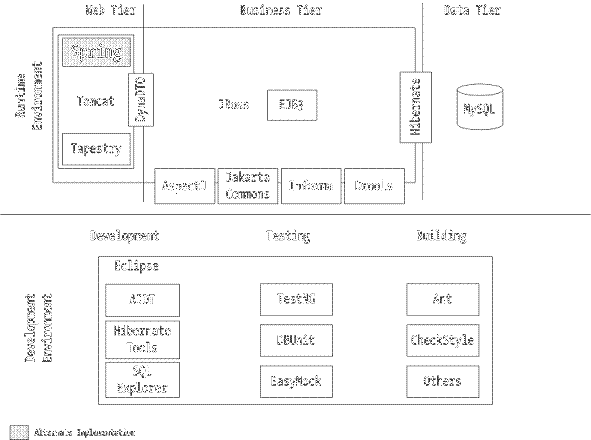 Web Tier
Business Tier
Data Tier
Runtime
Environment
Spring
Tomcat
Tapestry
DynaDTO
JBoss
EJB3
Hibernate
MySQL
AspectJ
Jakarta
Commons
Drools
Development
Testing
Building
Development
Environment
Eclipse
AJDT
TestNG
Ant
Hibernate
Tools
DBUnit
CheckStyle
SQL
Explorer
EasyMock
Others
Alternate Implementation